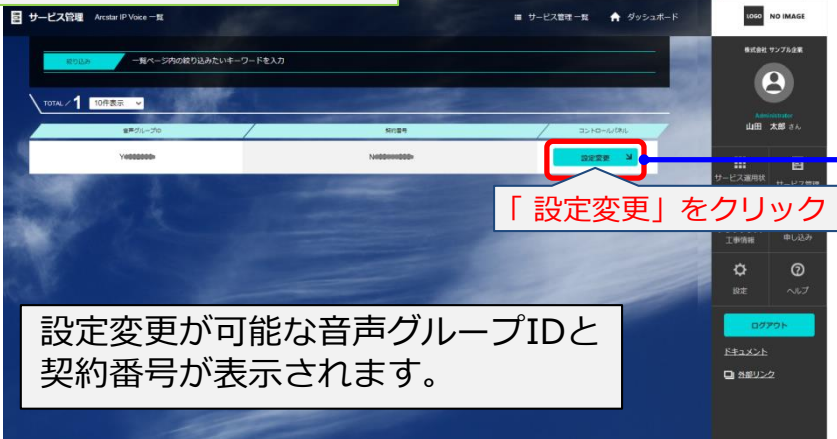 サービス管理 Arcstar IP Voice 一覧
サービス管理一覧 ダッシュボード
LOGO NO IMAGE
株式会社 サンプル企業
Administrator
山田 太郎 さん
絞り込み 一覧ページ内の絞り込みたいキーワードを入力
TOTAL / 1 10件表示
音声グループID 契約番号 コントロールパネル
設定変更
「 設定変更」をクリック
サービス運用状
サービス管理
工事情報
申し込み
設定
ヘルプ
設定変更が可能な音声グループIDと
契約番号が表示されます。
ログアウト
ドキュメント
外部リンク